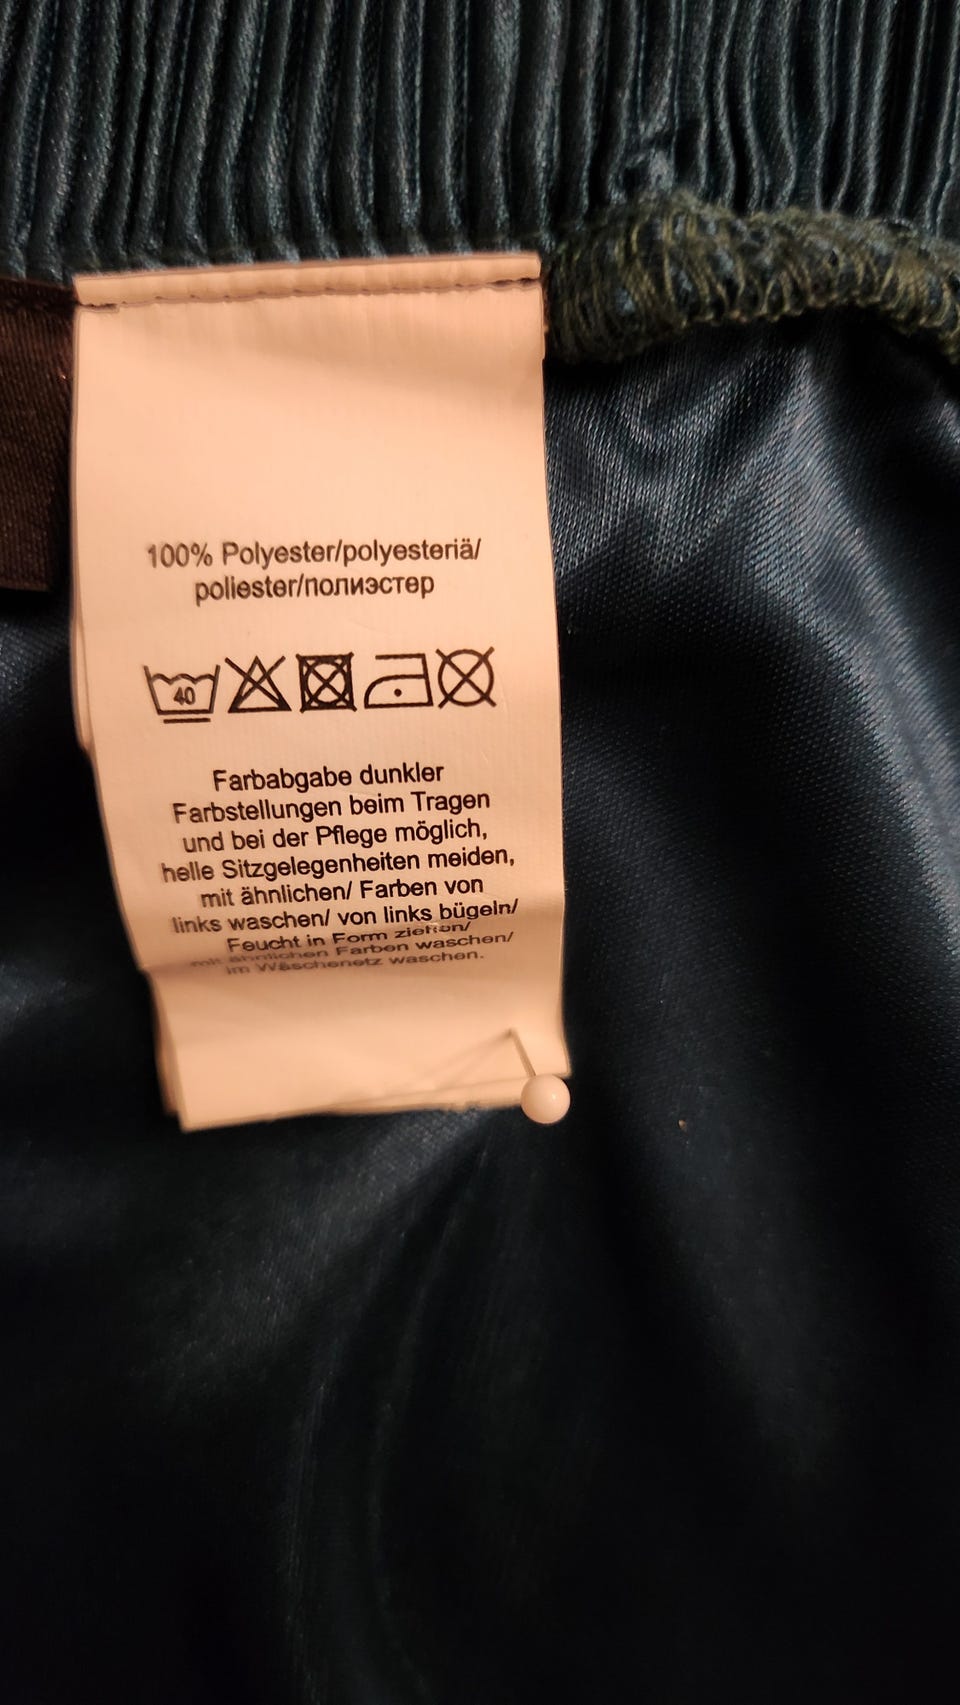 100% Polyester/polyesteriä/
poliester/полиэстер
40
Farbabgabe dunkler
Farbstellungen beim Tragen
und bei der Pflege möglich,
helle Sitzgelegenheiten meiden,
mit ähnlichen/ Farben von
links waschen/ von links bügeln/
Feucht in Form ziehen/
mit ähnlichen Farben waschen/
im Wäschenetz waschen.